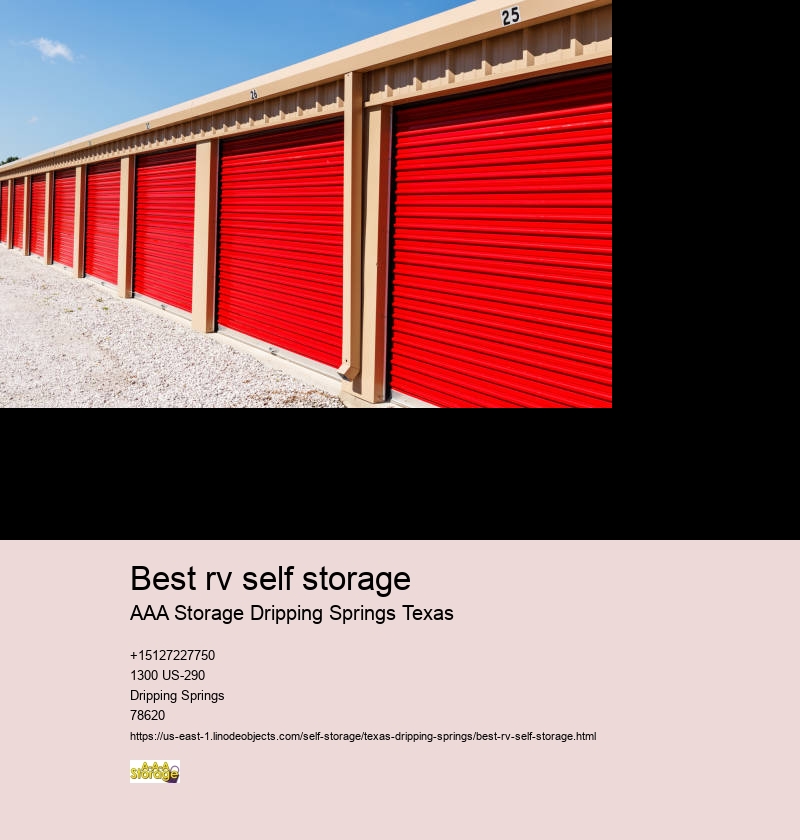 25
26
Best rv self storage
AAA Storage Dripping Springs Texas
+15127227750
1300 US-290
Dripping Springs
78620
https://us-east-1.linodeobjects.com/self-storage/texas-dripping-springs/best-rv-self-storage.html
A-A-A
Storage